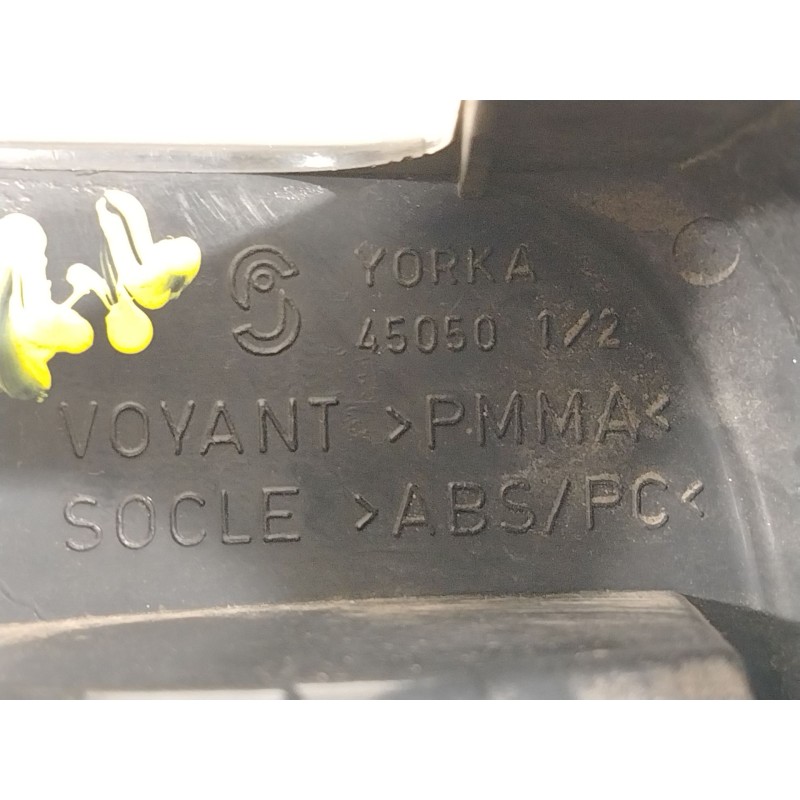 YORKA
45050 1/2
VOYANT >PMMA<
SOCLE >ABS/PC<